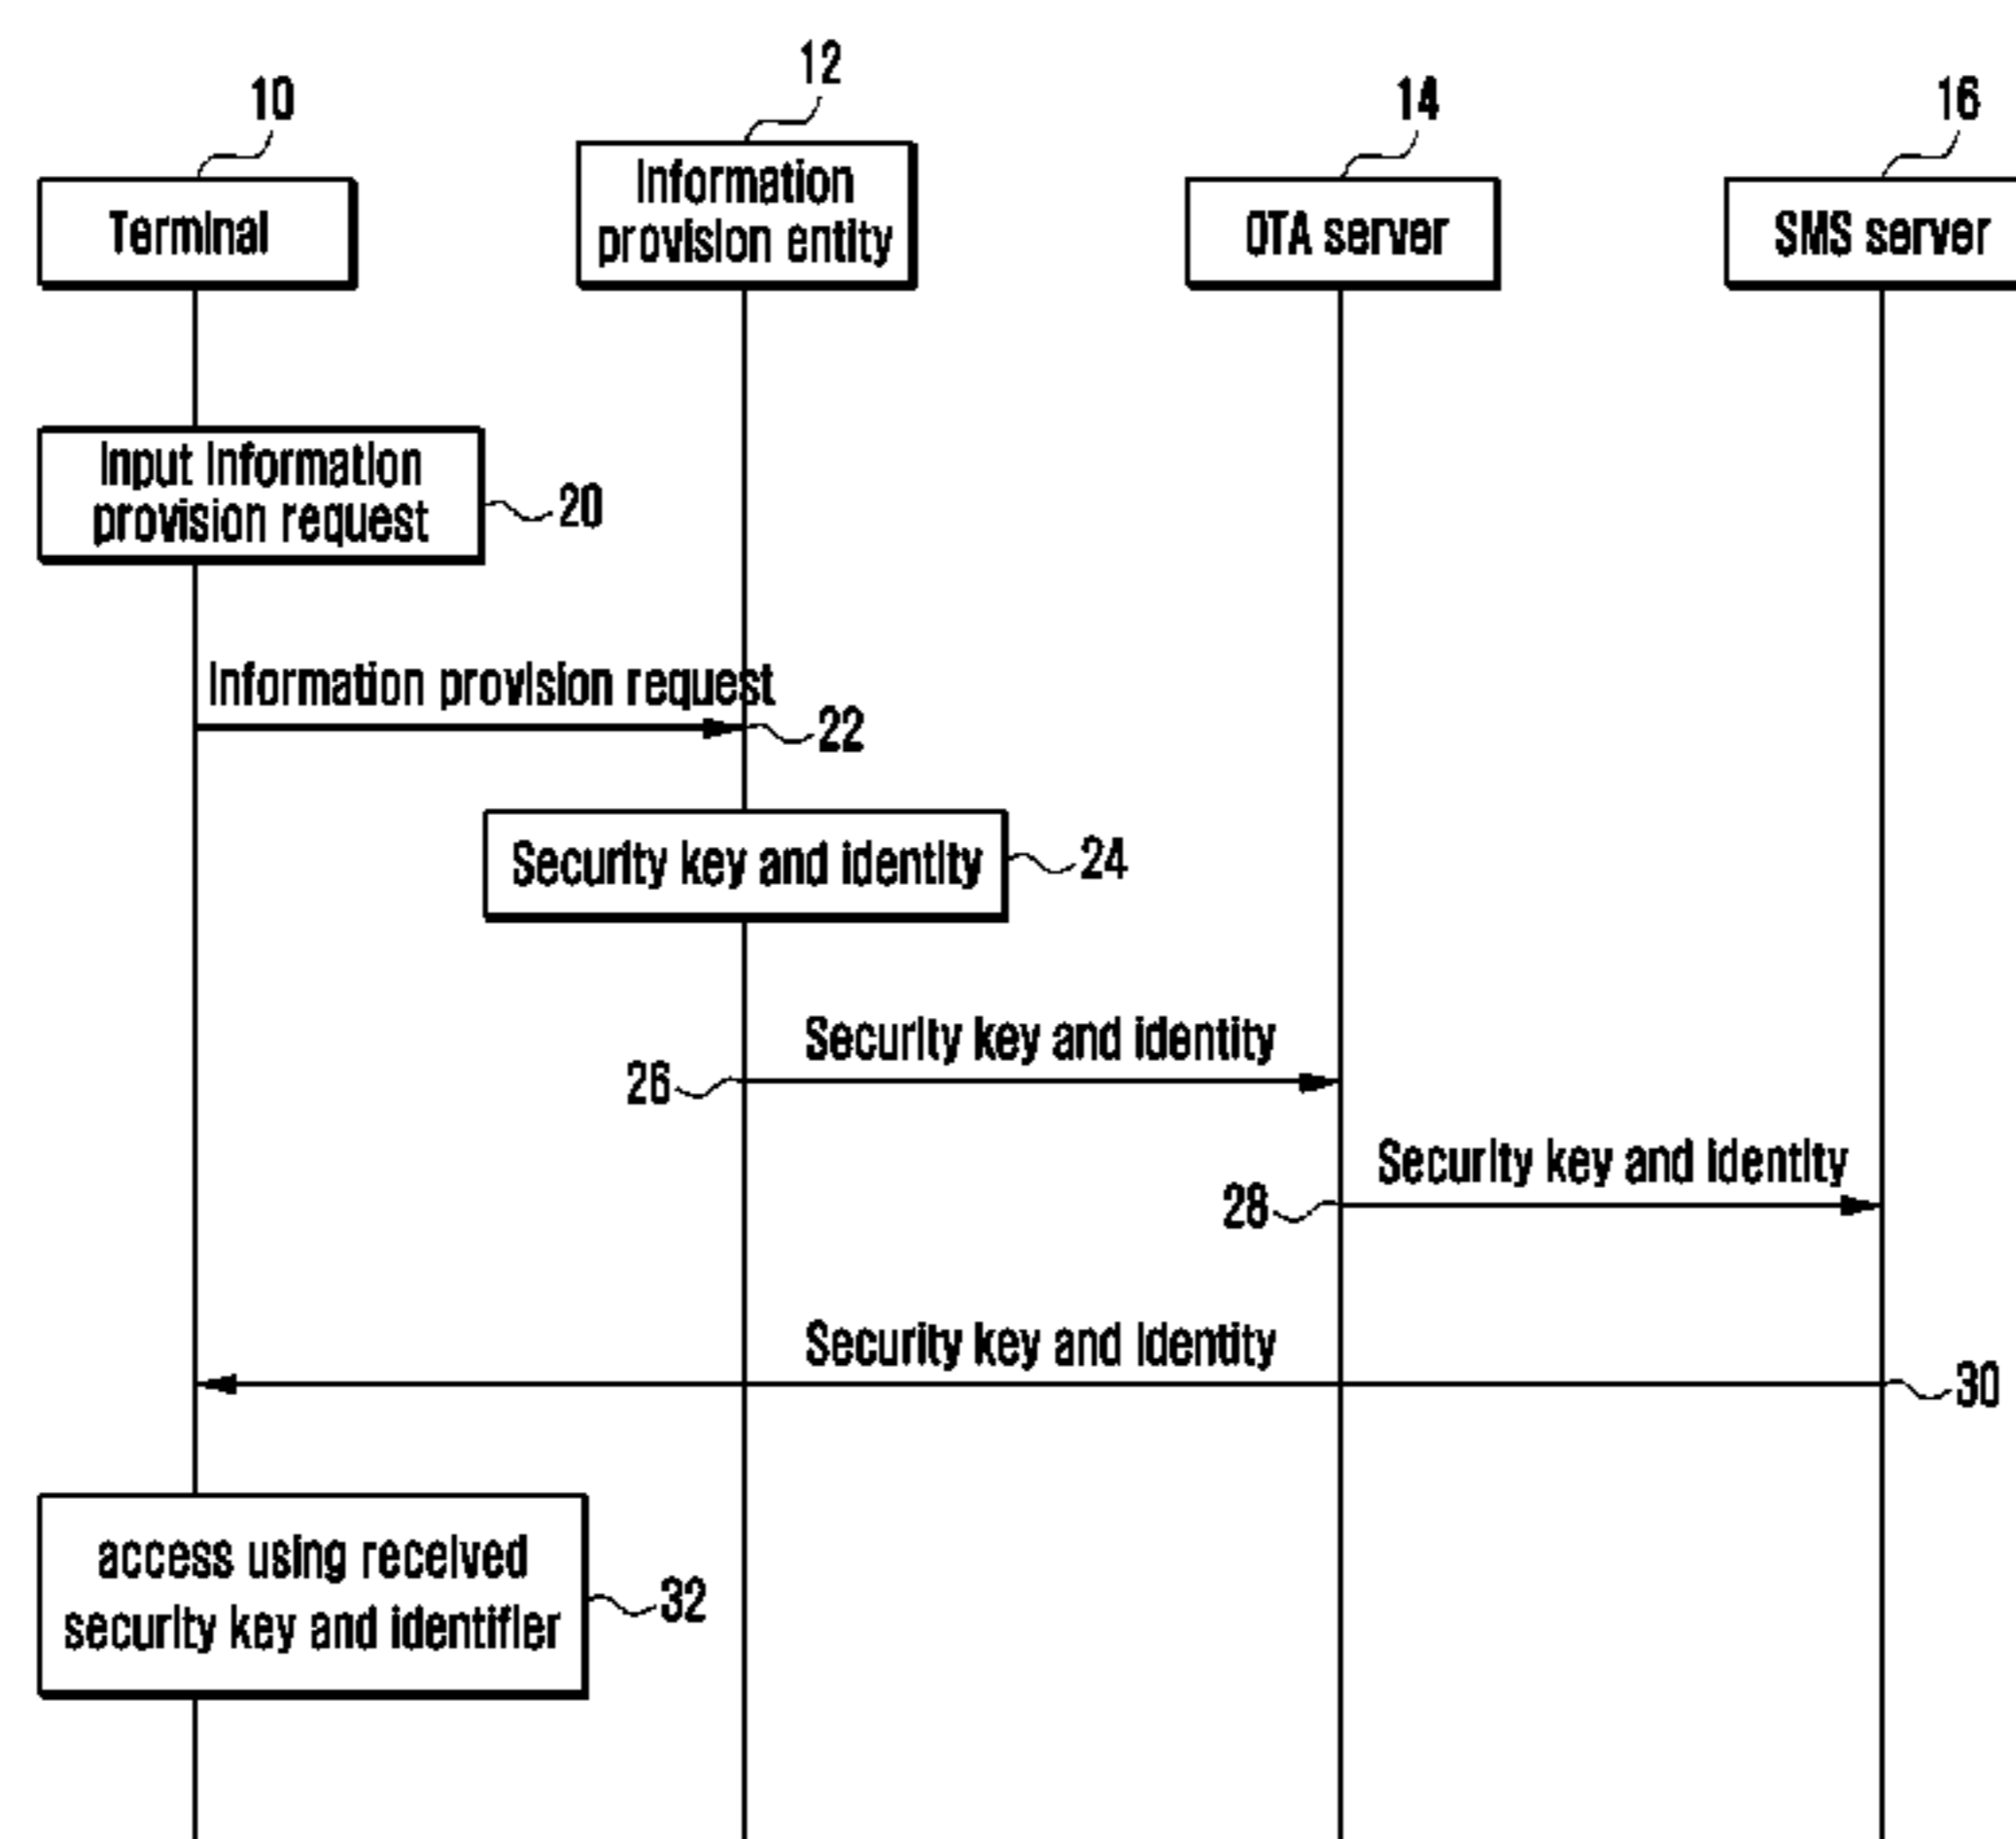 12
10
14
16
Information
provision entity
Terminal
OTA server
SMS server
Input information
provision request
20
Information provision request
22
Security key and identity
24
Security key and identity
26
Security key and identity
28
Security key and identity
30
access using received
security key and identifier
32